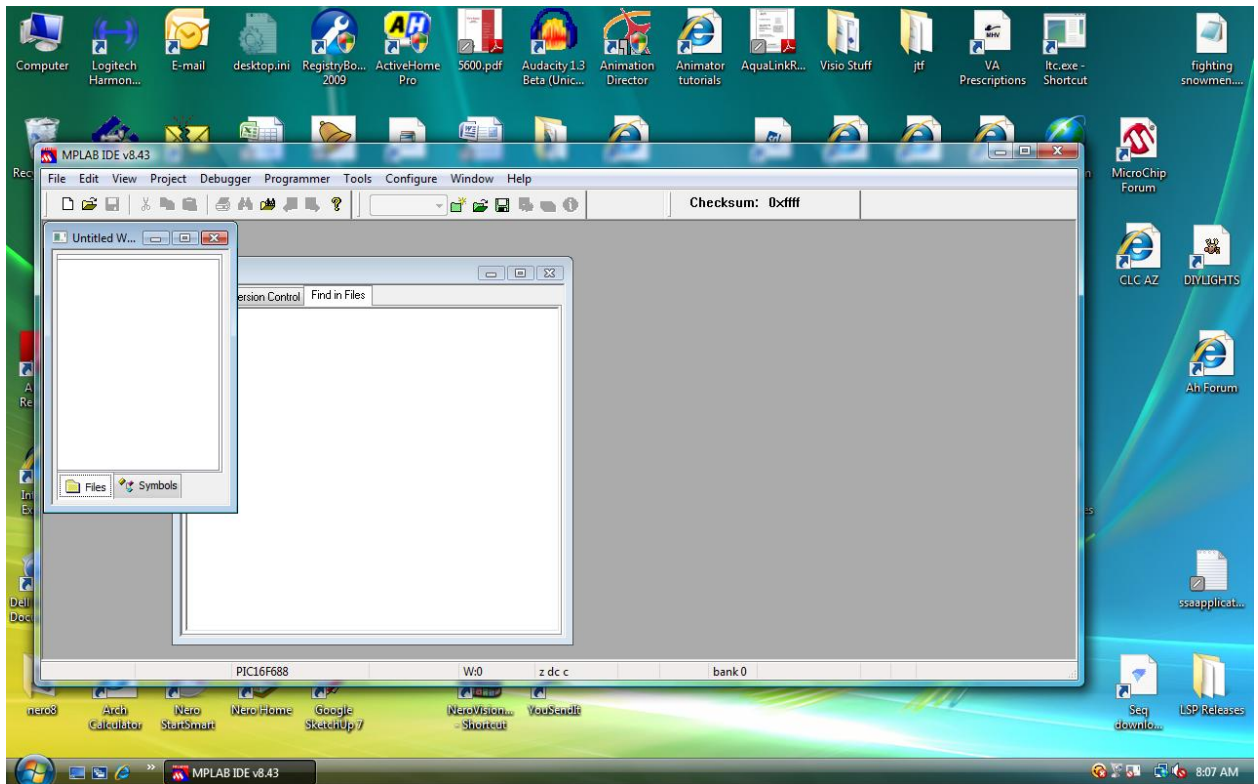 Computer
Logitech
Harmon...
E-mail
desktop.ini
RegistryBo...
2009
ActiveHome
Pro
5600.pdf
Audacity 1.3
Beta (Unic...
Animation
Director
Animator
tutorials
AquaLinkR...
Visio Stuff
jtf
VA
Prescriptions
ltc.exe -
Shortcut
fighting
snowmen....
MPLAB IDE v8.43
File Edit View Project Debugger Programmer Tools Configure Window Help
Checksum: 0xffff
Untitled W...
ersion Control
Find in Files
Files
Symbols
PIC16F688
W:0
z dc c
bank 0
MicroChip
Forum
CLC AZ
DIYLIGHTS
Ah Forum
ssaapplicat...
nero8
Arch
Calculator
Nero
StartSmart
Nero Home
Google
SketchUp 7
NeroVision...
- Shortcut
YouSendIt
Seq
downlo...
LSP Releases
MPLAB IDE v8.43
8:07 AM